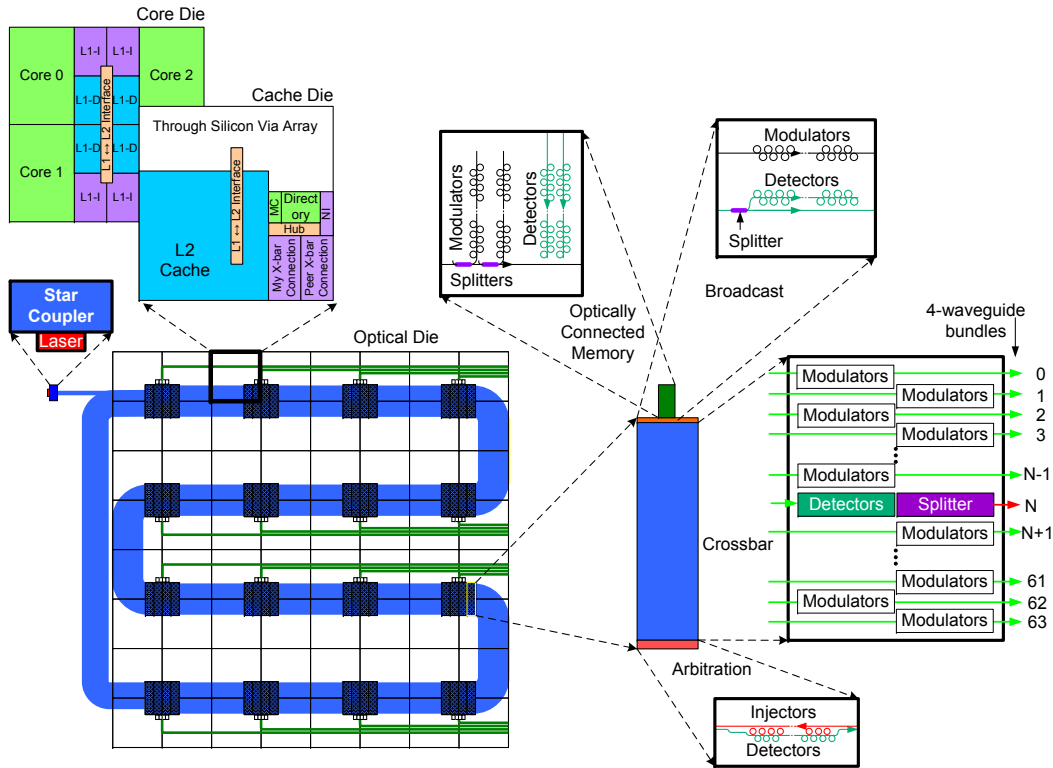 Core Die
Core 0
L1-I
L1-I
Core 2
L1-D
L1-D
L1 ↔ L2 Interface
Core 1
L1-D
L1-D
L1-I
L1-I
Cache Die
Through Silicon Via Array
L1 ↔ L2 Interface
L2
Cache
MC
Direct
ory
NI
Hub
My X-bar
Connection
Peer X-bar
Connection
Star
Coupler
Laser
Optical Die
Modulators
Detectors
Splitters
Optically
Connected
Memory
Modulators
Detectors
Splitter
Broadcast
4-waveguide
bundles
Modulators
0
Modulators
1
Modulators
2
Modulators
3
Modulators
N-1
Detectors
Splitter
N
Modulators
N+1
Modulators
61
Modulators
62
Modulators
63
Crossbar
Arbitration
Injectors
Detectors